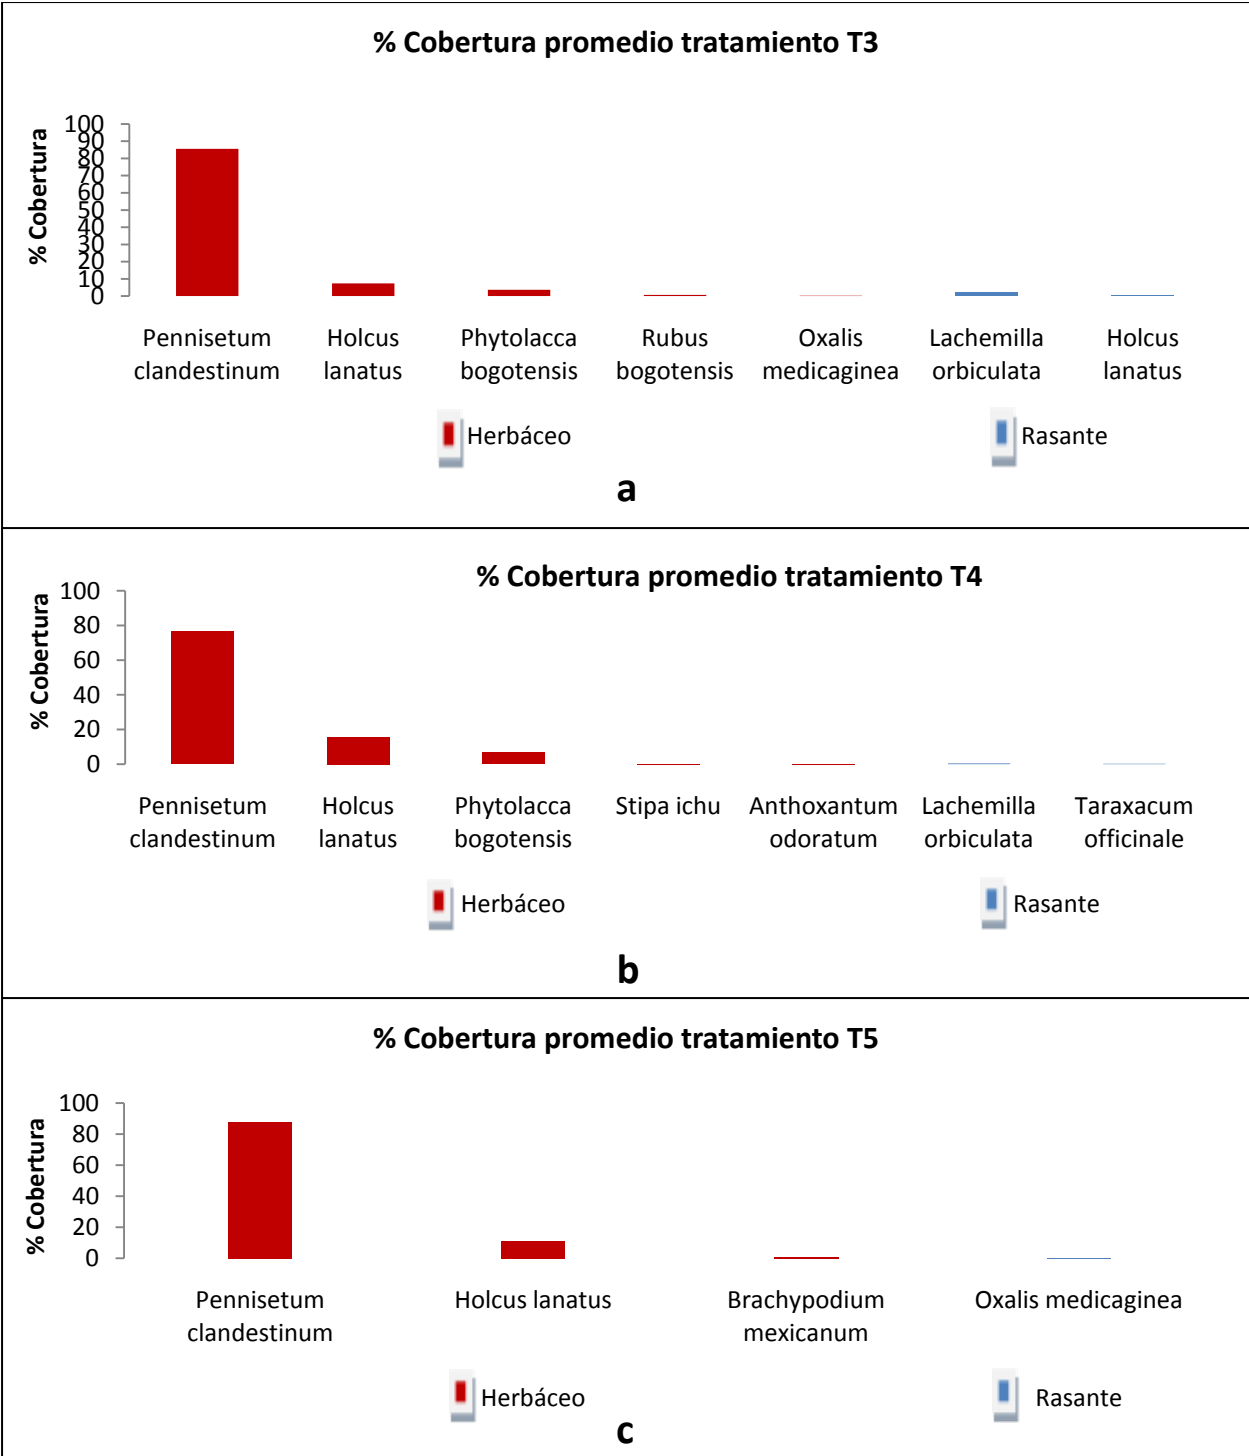 % Cobertura promedio tratamiento T3
% Cobertura
100
90
80
70
60
50
40
30
20
10
0
Pennisetum clandestinum
Holcus lanatus
Phytolacca bogotensis
Rubus bogotensis
Oxalis medicaginea
Lachemilla orbiculata
Holcus lanatus
Herbáceo
Rasante
a
% Cobertura promedio tratamiento T4
% Cobertura
100
80
60
40
20
0
Pennisetum clandestinum
Holcus lanatus
Phytolacca bogotensis
Stipa ichu
Anthoxantum odoratum
Lachemilla orbiculata
Taraxacum officinale
Herbáceo
Rasante
b
% Cobertura promedio tratamiento T5
% Cobertura
100
80
60
40
20
0
Pennisetum clandestinum
Holcus lanatus
Brachypodium mexicanum
Oxalis medicaginea
Herbáceo
Rasante
c